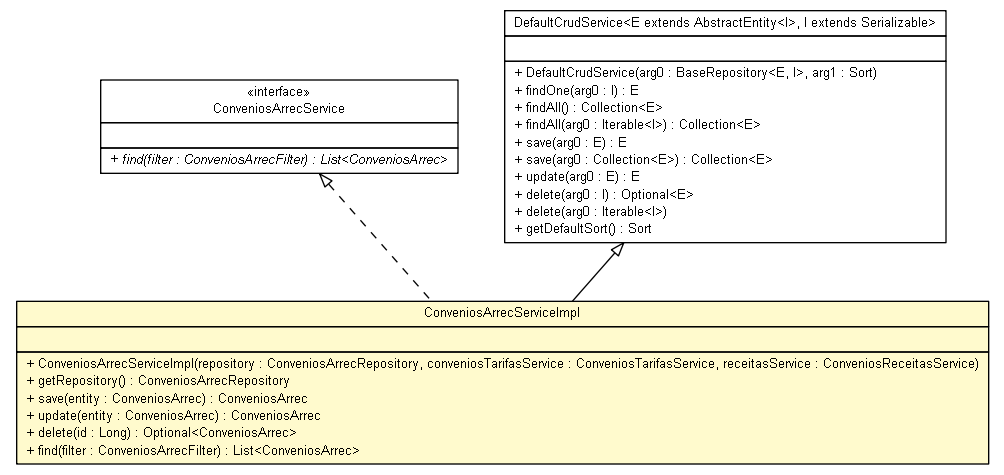 DefaultCrudService<E extends AbstractEntity<I>, I extends Serializable>
+ DefaultCrudService(arg0 : BaseRepository<E, I>, arg1 : Sort)
+ findOne(arg0 : I) : E
+ findAll() : Collection<E>
+ findAll(arg0 : Iterable<I>) : Collection<E>
+ save(arg0 : E) : E
+ save(arg0 : Collection<E>) : Collection<E>
+ update(arg0 : E) : E
+ delete(arg0 : I) : Optional<E>
+ delete(arg0 : Iterable<I>)
+ getDefaultSort() : Sort
«interface»
ConveniosArrecService
+ find(filter : ConveniosArrecFilter) : List<ConveniosArrec>
ConveniosArrecServiceImpl
+ ConveniosArrecServiceImpl(repository : ConveniosArrecRepository, conveniosTarifasService : ConveniosTarifasService, receitasService : ConveniosReceitasService)
+ getRepository() : ConveniosArrecRepository
+ save(entity : ConveniosArrec) : ConveniosArrec
+ update(entity : ConveniosArrec) : ConveniosArrec
+ delete(id : Long) : Optional<ConveniosArrec>
+ find(filter : ConveniosArrecFilter) : List<ConveniosArrec>